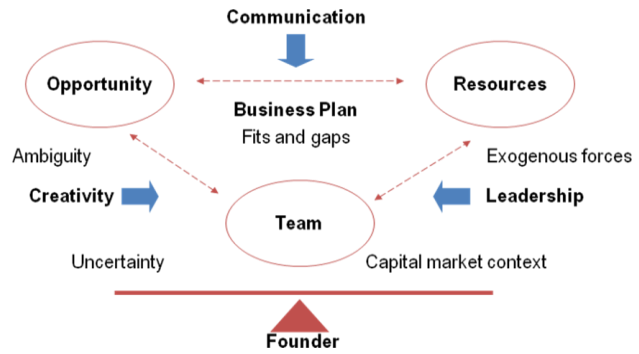 Communication
Opportunity
Resources
Business Plan
Fits and gaps
Ambiguity
Exogenous forces
Creativity
Leadership
Team
Uncertainty
Capital market context
Founder